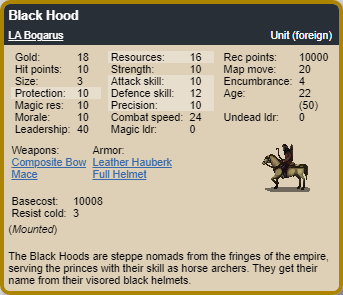 Black Hood
LA Bogarus Unit (foreign)
Gold: 18 Resources: 16 Rec points: 10000
Hit points: 10 Strength: 10 Map move: 20
Size: 3 Attack skill: 10 Encumbrance: 4
Protection: 10 Defence skill: 12 Age: 22
Magic res: 10 Precision: 10 (50)
Morale: 10 Combat speed: 24 Undead ldr: 0
Leadership: 40 Magic ldr: 0
Weapons: Armor:
Composite Bow Leather Hauberk
Mace Full Helmet
Basecost: 10008
Resist cold: 3
(Mounted)
The Black Hoods are steppe nomads from the fringes of the empire,
serving the princes with their skill as horse archers. They get their
name from their visored black helmets.